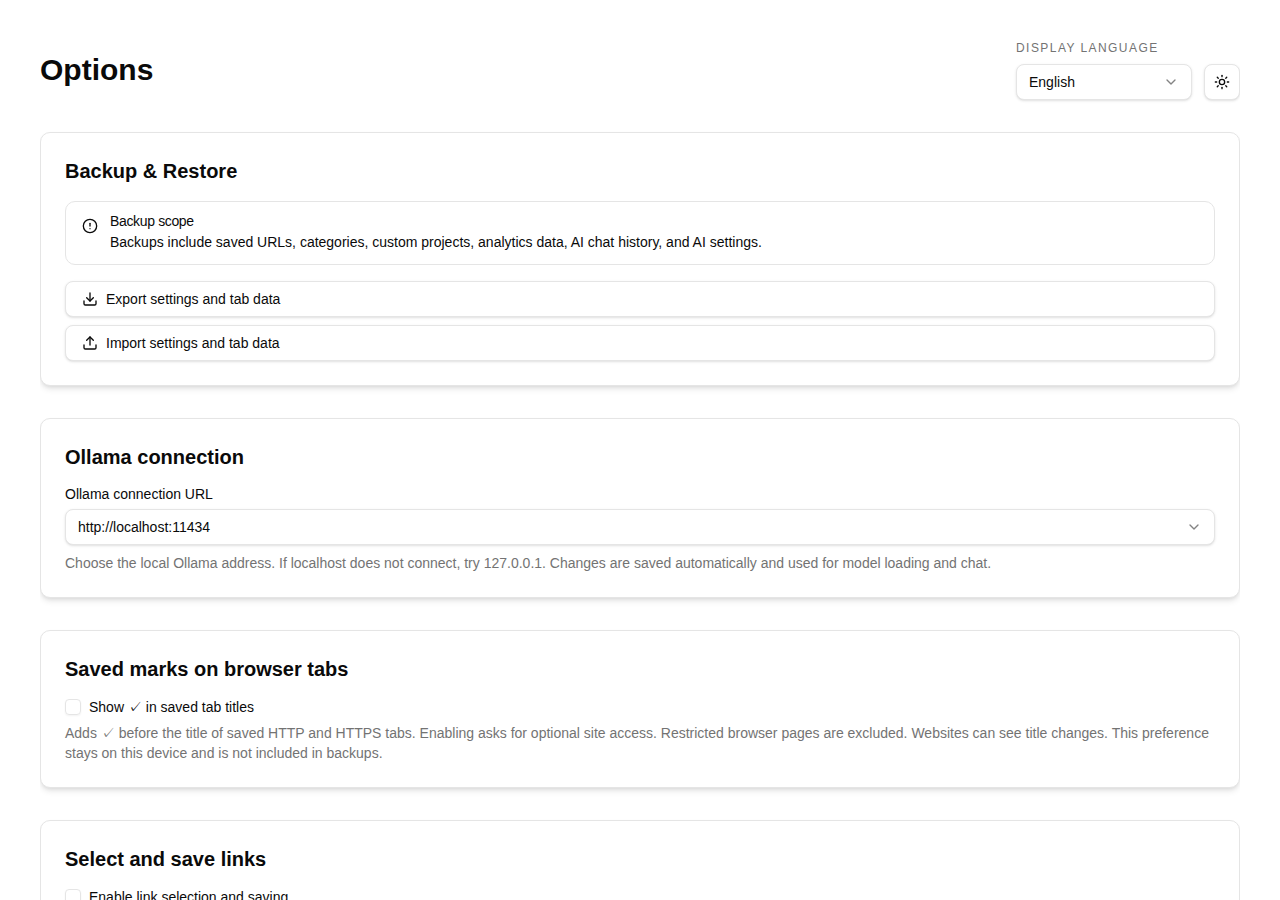 Options
DISPLAY LANGUAGE
English
Backup & Restore
Backup scope
Backups include saved URLs, categories, custom projects, analytics data, AI chat history, and AI settings.
Export settings and tab data
Import settings and tab data
Ollama connection
Ollama connection URL
http://localhost:11434
Choose the local Ollama address. If localhost does not connect, try 127.0.0.1. Changes are saved automatically and used for model loading and chat.
Saved marks on browser tabs
Show ✓ in saved tab titles
Adds ✓ before the title of saved HTTP and HTTPS tabs. Enabling asks for optional site access. Restricted browser pages are excluded. Websites can see title changes. This preference
stays on this device and is not included in backups.
Select and save links
Enable link selection and saving